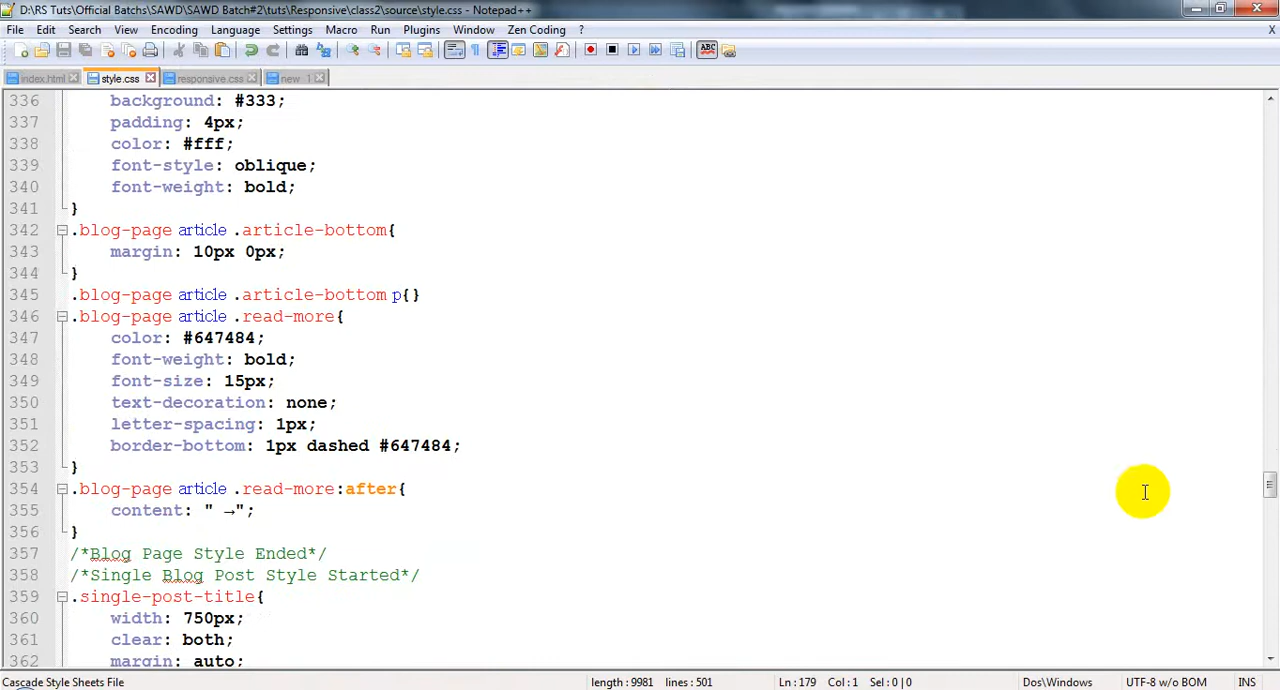 D:\RS Tuts\Official Batchs\SAWD\SAWD Batch#2\tuts\Responsive\class2\source\style.css - Notepad++
File Edit Search View Encoding Language Settings Macro Run Plugins Window Zen Coding ? X
index.html style.css responsive.css new 1
336 background: #333;
337 padding: 4px;
338 color: #fff;
339 font-style: oblique;
340 font-weight: bold;
341 }
342 .blog-page article .article-bottom{
343 margin: 10px 0px;
344 }
345 .blog-page article .article-bottom p{}
346 .blog-page article .read-more{
347 color: #647484;
348 font-weight: bold;
349 font-size: 15px;
350 text-decoration: none;
351 letter-spacing: 1px;
352 border-bottom: 1px dashed #647484;
353 }
354 .blog-page article .read-more:after{
355 content: " →";
356 }
357 /*Blog Page Style Ended*/
358 /*Single Blog Post Style Started*/
359 .single-post-title{
360 width: 750px;
361 clear: both;
362 margin: auto;
Cascade Style Sheets File length : 9981 lines : 501 Ln : 179 Col : 1 Sel : 0 | 0 Dos\Windows UTF-8 w/o BOM INS